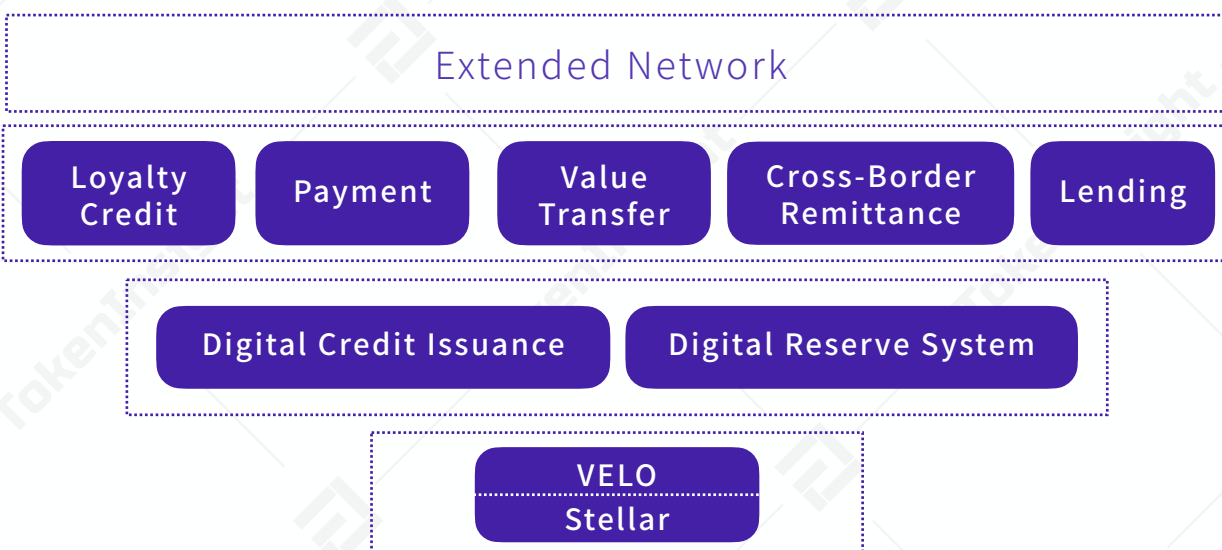 Extended Network
Loyalty
Credit
Payment
Value
Transfer
Cross-Border
Remittance
Lending
Digital Credit Issuance
Digital Reserve System
VELO
Stellar
TokenInsight